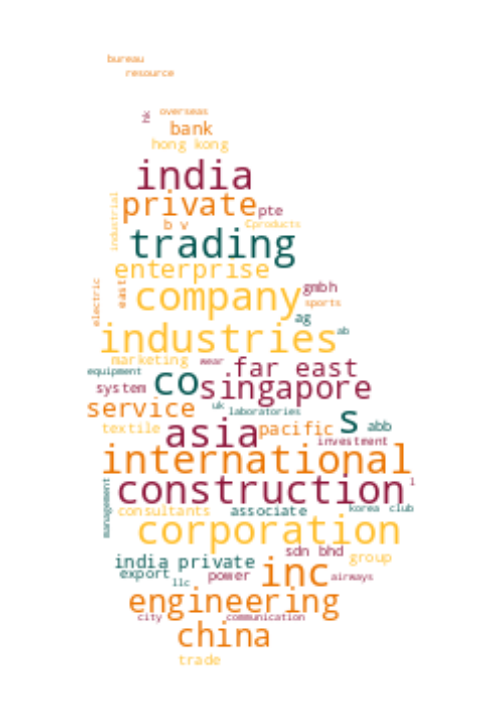 bureau
resource
hk overseas
bank
hong kong
india
industrial private pte
b v Cproducts
trading
enterprise
electric east company gmbh
sports
ag
industries ab
marketing wear far east
equipment
system co singapore
service uk laboratories s abb
textile asia pacific
investment
international
management construction l
consultants associate korea club
corporation
sdn bhd
india private group
export llc power inc airways
engineering
city communication
china
trade